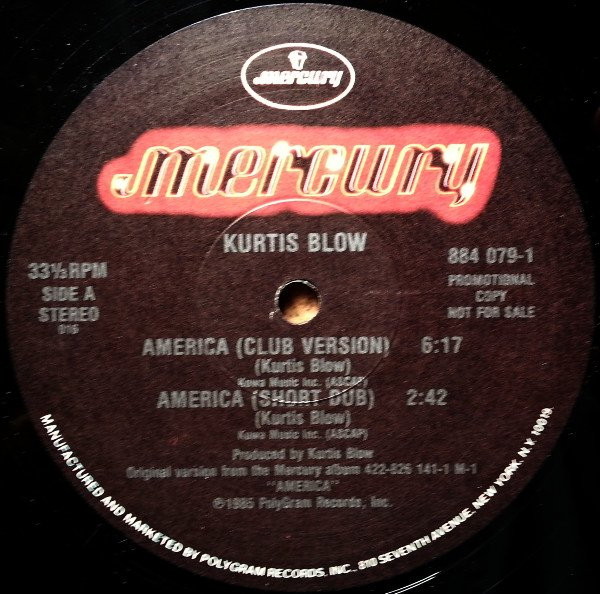 mercury
mercury
KURTIS BLOW
33⅓ RPM
SIDE A
STEREO
016
884 079-1
PROMOTIONAL
COPY
NOT FOR SALE
AMERICA (CLUB VERSION) 6:17
(Kurtis Blow)
Kuwa Music Inc. (ASCAP)
AMERICA (SHORT DUB) 2:42
(Kurtis Blow)
Kuwa Music Inc. (ASCAP)
Produced by Kurtis Blow
Original version from the Mercury album 422-826 141-1 M-1
"AMERICA"
℗1985 PolyGram Records, Inc.
MANUFACTURED AND MARKETED BY POLYGRAM RECORDS, INC., 810 SEVENTH AVENUE, NEW YORK, N.Y. 10019